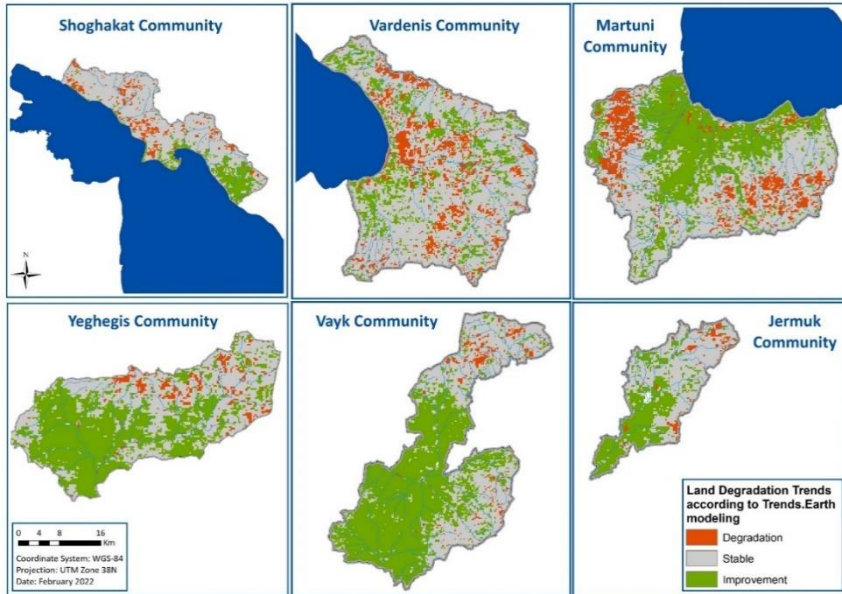 Shoghakat Community
Vardenis Community
Martuni
Community
N
Yeghegis Community
Vayk Community
Jermuk
Community
0 4 8 16
Km
Coordinate System: WGS-84
Projection: UTM Zone 38N
Date: February 2022
Land Degradation Trends
according to Trends.Earth
modeling
Degradation
Stable
Improvement